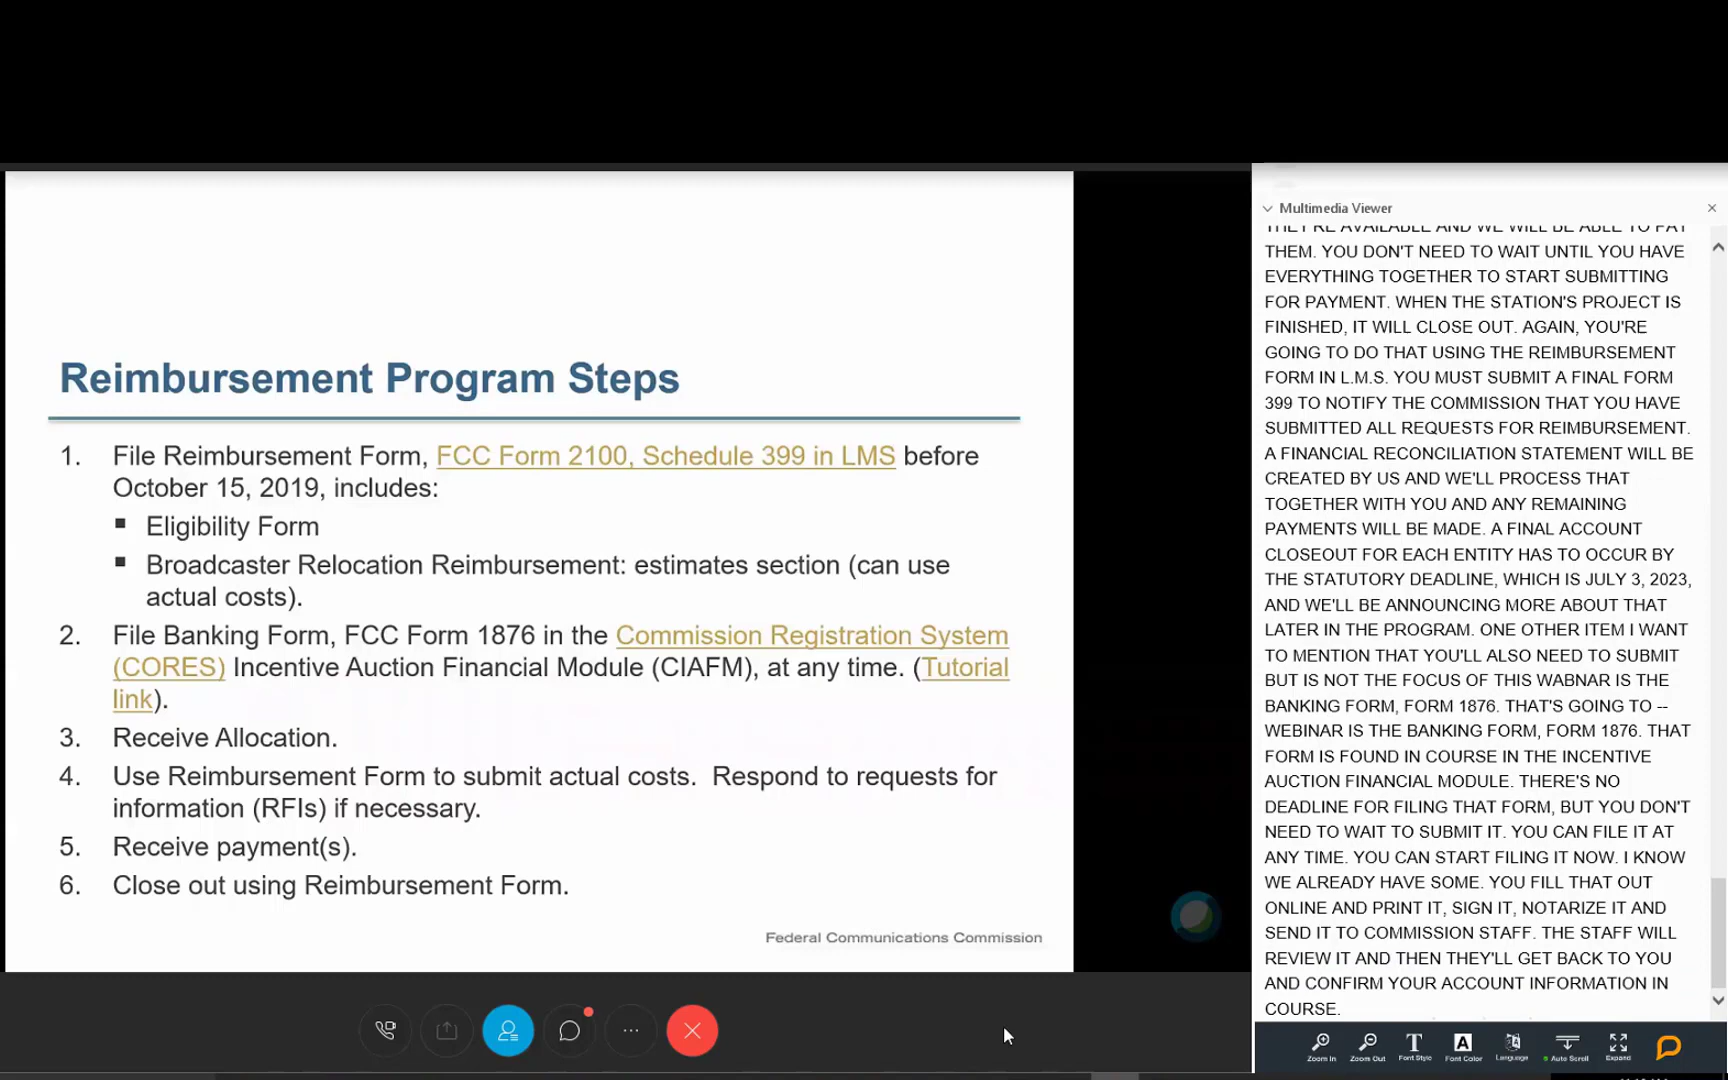 Reimbursement Program Steps
1. File Reimbursement Form, FCC Form 2100, Schedule 399 in LMS before
October 15, 2019, includes:
▪ Eligibility Form
▪ Broadcaster Relocation Reimbursement: estimates section (can use
actual costs).
2. File Banking Form, FCC Form 1876 in the Commission Registration System
(CORES) Incentive Auction Financial Module (CIAFM), at any time. (Tutorial
link).
3. Receive Allocation.
4. Use Reimbursement Form to submit actual costs. Respond to requests for
information (RFIs) if necessary.
5. Receive payment(s).
6. Close out using Reimbursement Form.
Federal Communications Commission
Multimedia Viewer
THEY'RE AVAILABLE AND WE WILL BE ABLE TO PAY
THEM. YOU DON'T NEED TO WAIT UNTIL YOU HAVE
EVERYTHING TOGETHER TO START SUBMITTING
FOR PAYMENT. WHEN THE STATION'S PROJECT IS
FINISHED, IT WILL CLOSE OUT. AGAIN, YOU'RE
GOING TO DO THAT USING THE REIMBURSEMENT
FORM IN L.M.S. YOU MUST SUBMIT A FINAL FORM
399 TO NOTIFY THE COMMISSION THAT YOU HAVE
SUBMITTED ALL REQUESTS FOR REIMBURSEMENT.
A FINANCIAL RECONCILIATION STATEMENT WILL BE
CREATED BY US AND WE'LL PROCESS THAT
TOGETHER WITH YOU AND ANY REMAINING
PAYMENTS WILL BE MADE. A FINAL ACCOUNT
CLOSEOUT FOR EACH ENTITY HAS TO OCCUR BY
THE STATUTORY DEADLINE, WHICH IS JULY 3, 2023,
AND WE'LL BE ANNOUNCING MORE ABOUT THAT
LATER IN THE PROGRAM. ONE OTHER ITEM I WANT
TO MENTION THAT YOU'LL ALSO NEED TO SUBMIT
BUT IS NOT THE FOCUS OF THIS WABNAR IS THE
BANKING FORM, FORM 1876. THAT'S GOING TO --
WEBINAR IS THE BANKING FORM, FORM 1876. THAT
FORM IS FOUND IN COURSE IN THE INCENTIVE
AUCTION FINANCIAL MODULE. THERE'S NO
DEADLINE FOR FILING THAT FORM, BUT YOU DON'T
NEED TO WAIT TO SUBMIT IT. YOU CAN FILE IT AT
ANY TIME. YOU CAN START FILING IT NOW. I KNOW
WE ALREADY HAVE SOME. YOU FILL THAT OUT
ONLINE AND PRINT IT, SIGN IT, NOTARIZE IT AND
SEND IT TO COMMISSION STAFF. THE STAFF WILL
REVIEW IT AND THEN THEY'LL GET BACK TO YOU
AND CONFIRM YOUR ACCOUNT INFORMATION IN
COURSE.
Zoom In Zoom Out Font Style Font Color Language Auto Scroll Expand